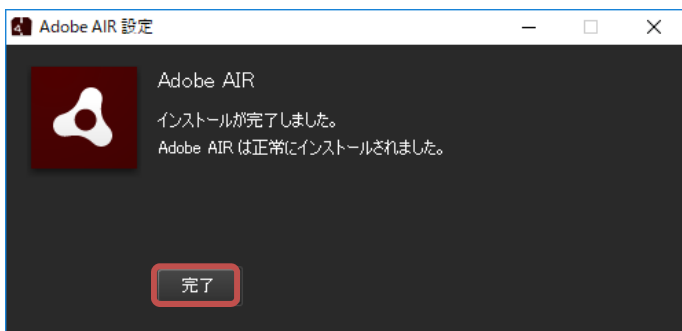 Adobe AIR 設定
Adobe AIR
インストールが完了しました。
Adobe AIR は正常にインストールされました。
完了